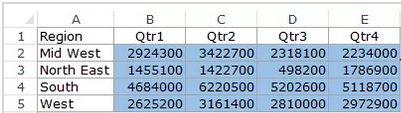 A B C D E
1 Region Qtr1 Qtr2 Qtr3 Qtr4
2 Mid West 2924300 3422700 2318100 2234000
3 North East 1455100 1422700 498200 1786900
4 South 4684000 6220500 5202600 5118700
5 West 2625200 3161400 2810000 2972900